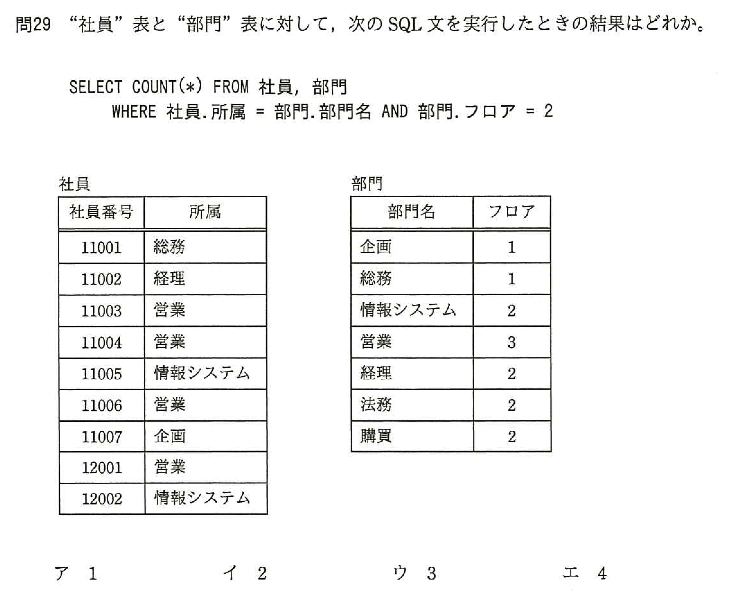 問29 “社員”表と“部門”表に対して，次のSQL文を実行したときの結果はどれか。
SELECT COUNT(*) FROM 社員, 部門
WHERE 社員.所属 = 部門.部門名 AND 部門.フロア = 2
社員
社員番号 所属
11001 総務
11002 経理
11003 営業
11004 営業
11005 情報システム
11006 営業
11007 企画
12001 営業
12002 情報システム
部門
部門名 フロア
企画 1
総務 1
情報システム 2
営業 3
経理 2
法務 2
購買 2
ア 1 イ 2 ウ 3 エ 4